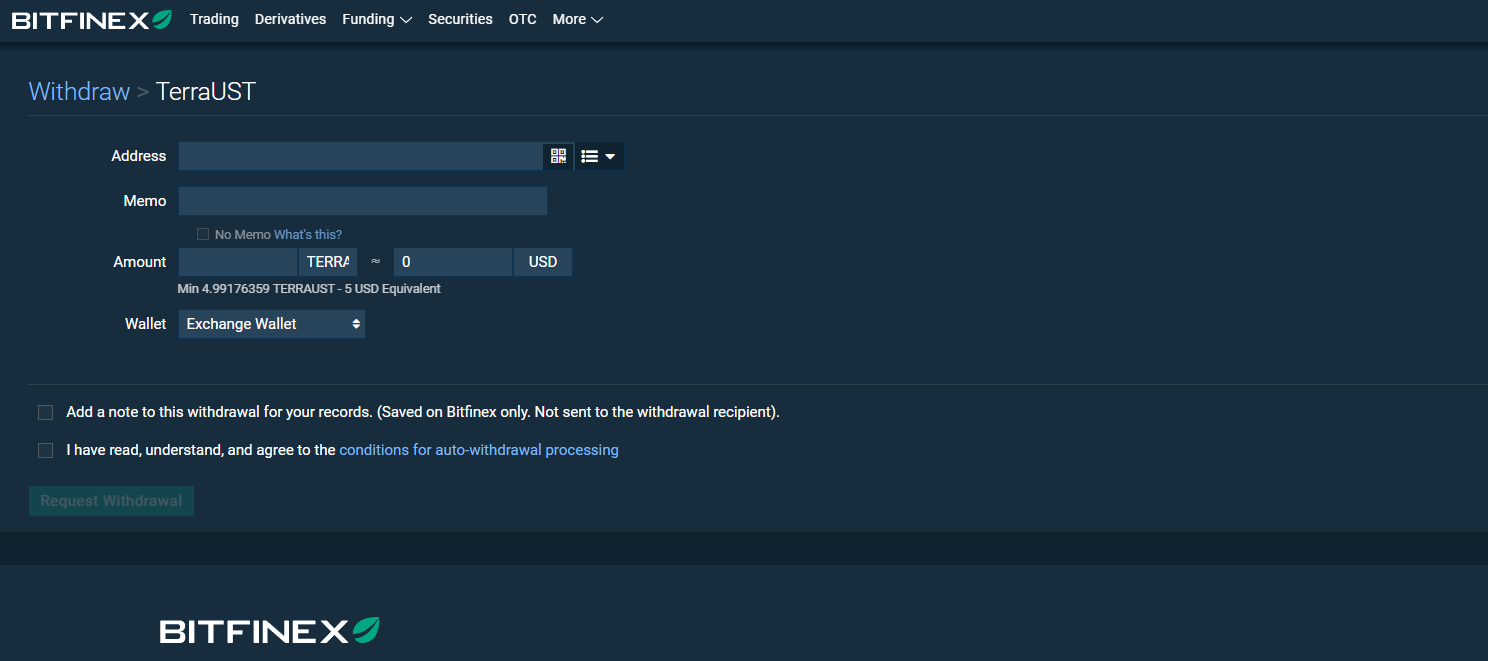 BITFINEX Trading Derivatives Funding Securities OTC More
Withdraw > TerraUST
Address
Memo
No Memo What's this?
Amount TERRA ≈ 0 USD
Min 4.99176359 TERRAUST - 5 USD Equivalent
Wallet Exchange Wallet
Add a note to this withdrawal for your records. (Saved on Bitfinex only. Not sent to the withdrawal recipient).
I have read, understand, and agree to the conditions for auto-withdrawal processing
Request Withdrawal
BITFINEX